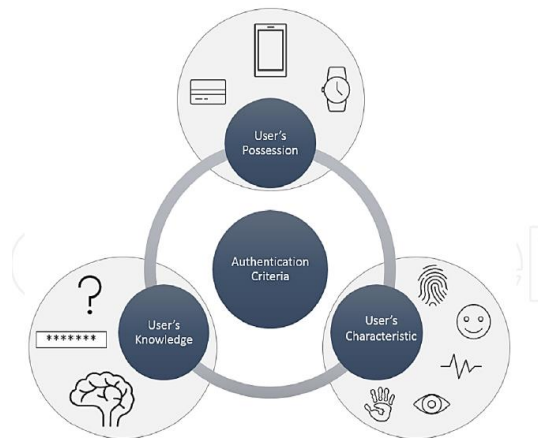 User's
Possession
Authentication
Criteria
User's
Knowledge
User's
Characteristic
?
*******